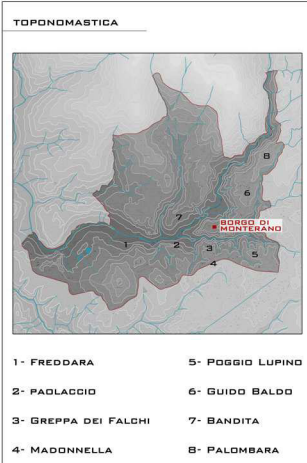 TOPONOMASTICA
8
6
7
BORGO DI
MONTERANO
1
2
3
5
4
1- FREDDARA
2- PAOLACCIO
3- GREPPA DEI FALCHI
4- MADONNELLA
5- POGGIO LUPINO
6- GUIDO BALDO
7- BANDITA
8- PALOMBARA